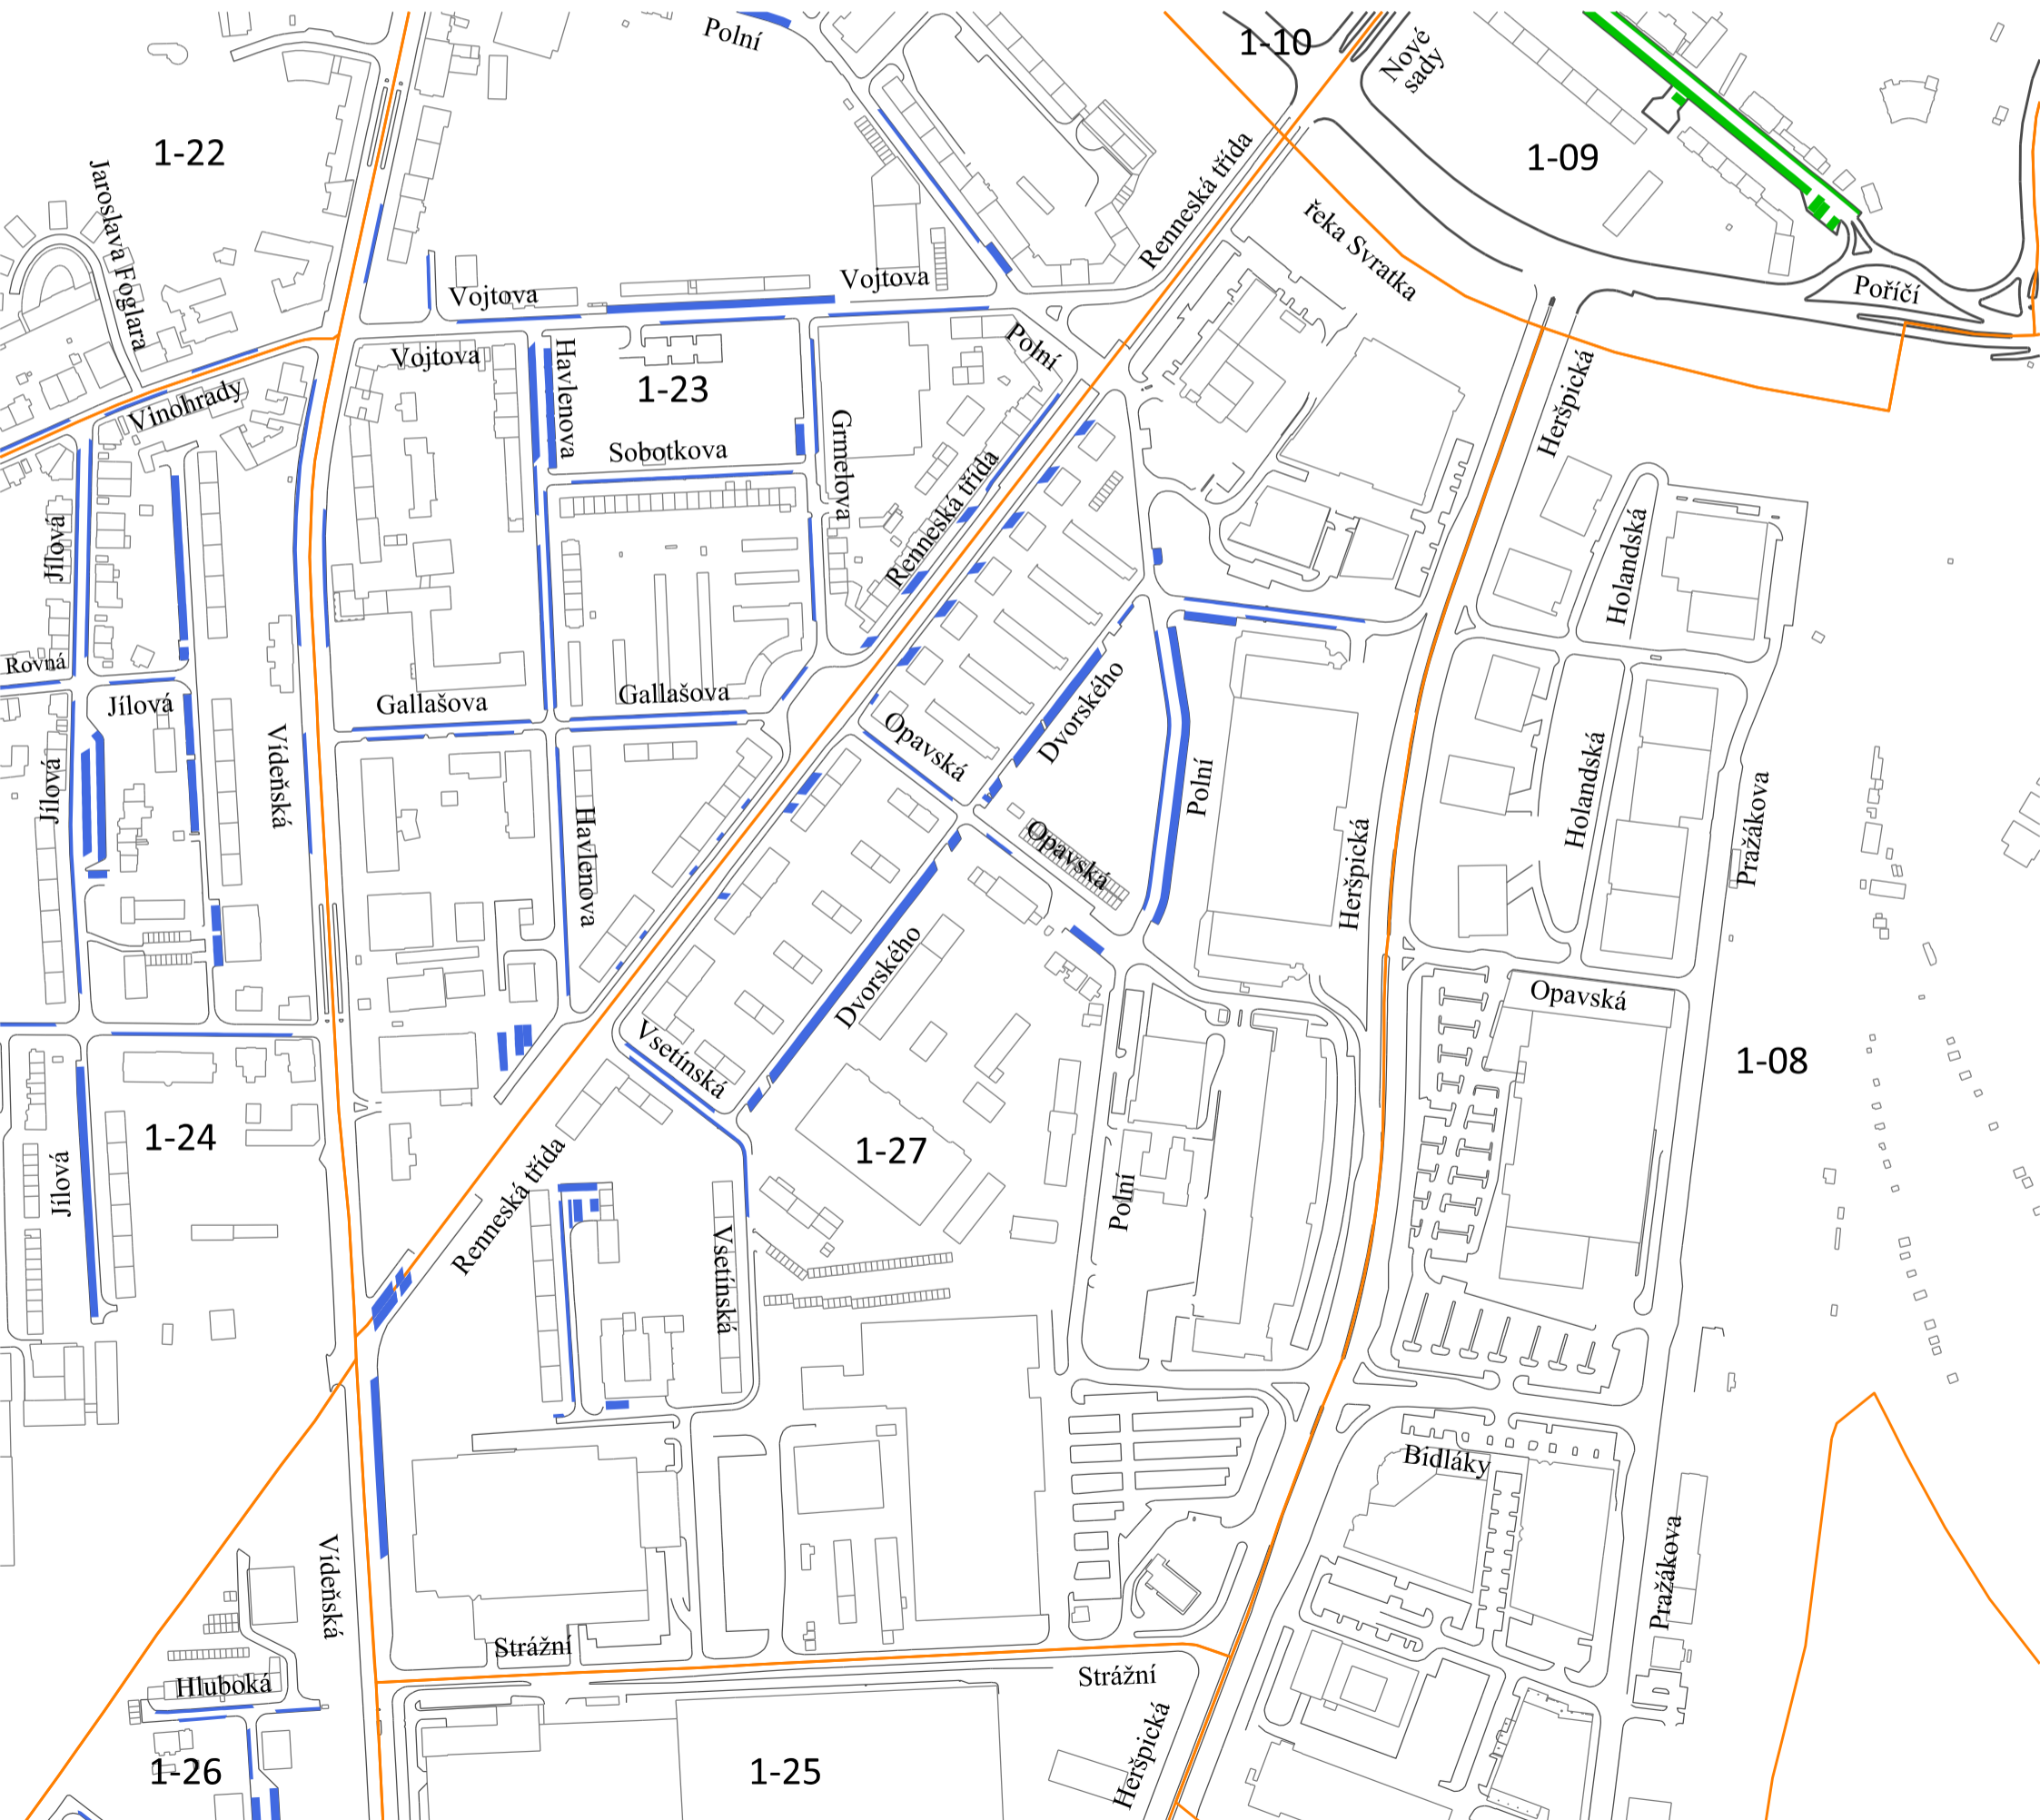 Polní
1-10
Nové
sady
1-22
1-09
Jaroslava Foglara
Renneská třída
řeka Svratka
Vojtova
Vojtova
Poříčí
Vojtova
Havlenova
Polní
1-23
Heršpická
Vinohrady
Sobotkova
Grmelova
Renneská třída
Jílová
Holandská
Rovná
Gallašova
Gallašova
Jílová
Dvorského
Opavská
Vídeňská
Jílová
Polní
Holandská
Pražákova
Havlenova
Opavská
Heršpická
Dvorského
Opavská
Vsetínská
1-08
1-24
1-27
Jílová
Renneská třída
Polní
Vsetínská
Bidláky
Vídeňská
Pražákova
Strážní
Strážní
Hluboká
Heršpická
1-26
1-25